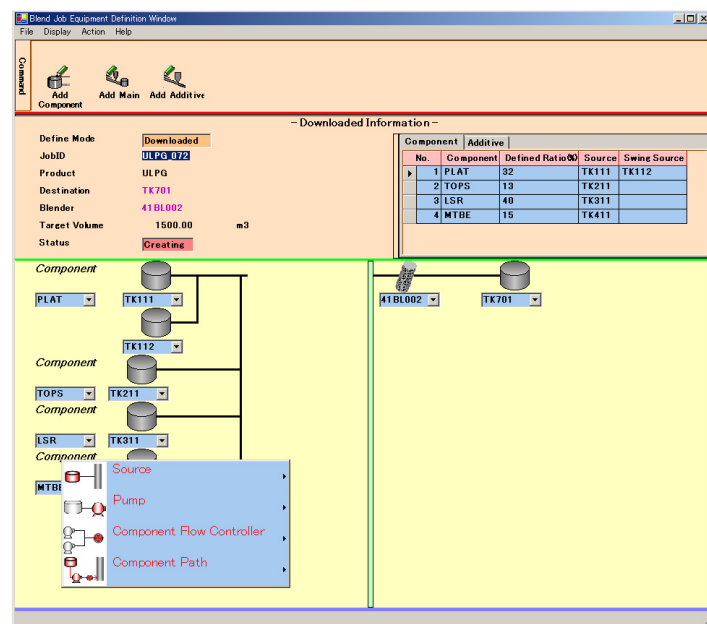 Blend Job Equipment Definition Window
File Display Action Help
Command
Add Component
Add Main
Add Additive
- Downloaded Information -
Define Mode Downloaded
JobID ULPG_072
Product ULPG
Destination TK701
Blender 41BL002
Target Volume 1500.00 m3
Status Creating
Component Additive
No. Component Defined Ratio(%) Source Swing Source
1 PLAT 32 TK111 TK112
2 TOPS 13 TK211
3 LSR 40 TK311
4 MTBE 15 TK411
Component
PLAT TK111
TK112
Component
TOPS TK211
Component
LSR TK311
Component
41BL002 TK701
Source
Pump
Component Flow Controller
Component Path